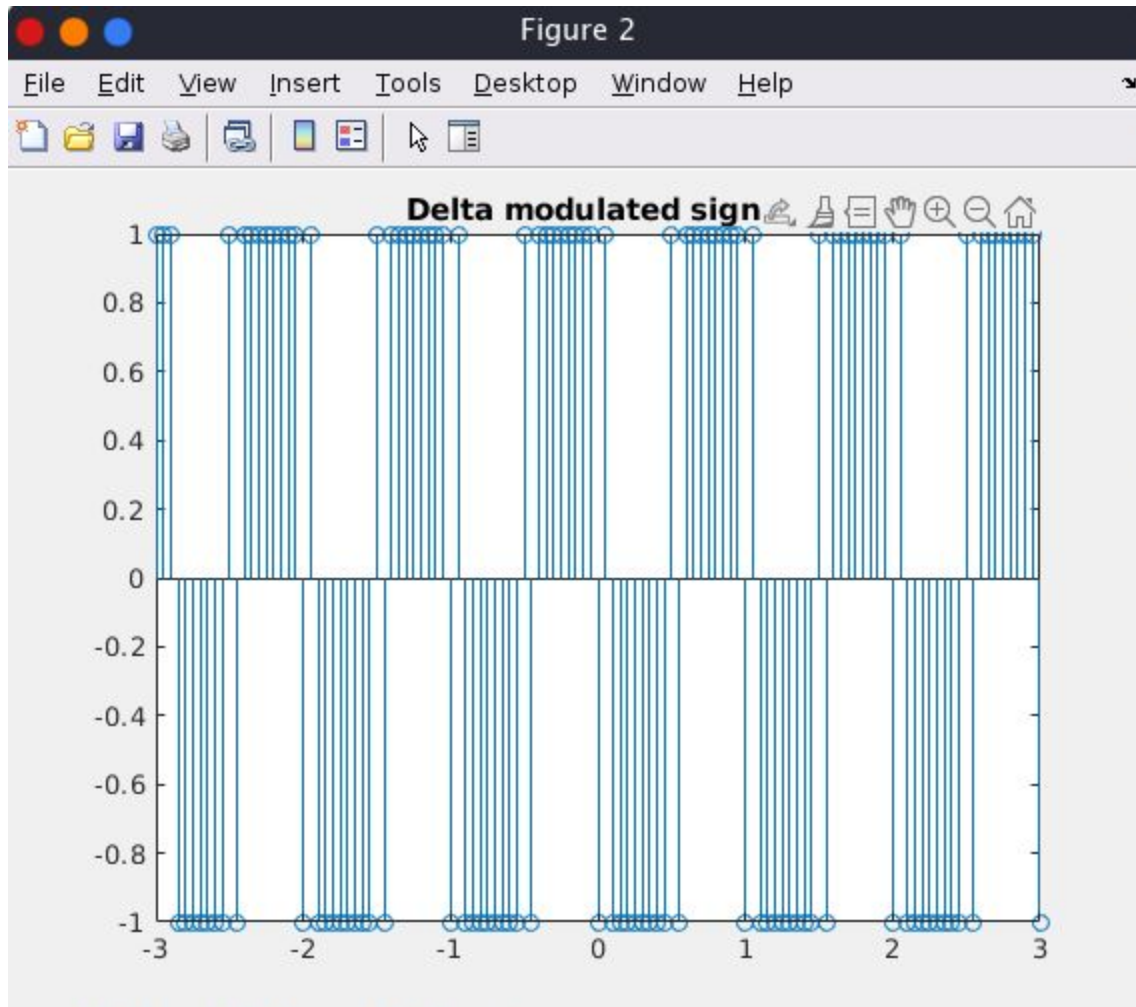 Figure 2
File Edit View Insert Tools Desktop Window Help
Delta modulated sign
1
0.8
0.6
0.4
0.2
0
-0.2
-0.4
-0.6
-0.8
-1
-3 -2 -1 0 1 2 3